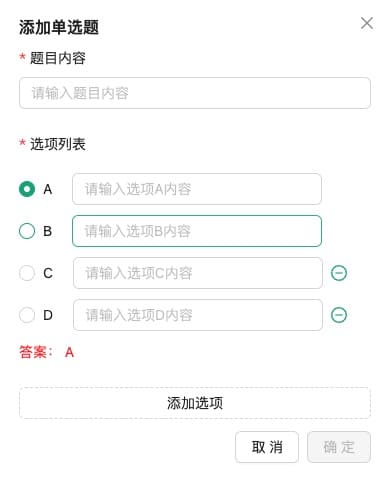 添加单选题
* 题目内容
请输入题目内容
* 选项列表
A 请输入选项A内容
B 请输入选项B内容
C 请输入选项C内容
D 请输入选项D内容
答案： A
添加选项
取 消 确 定